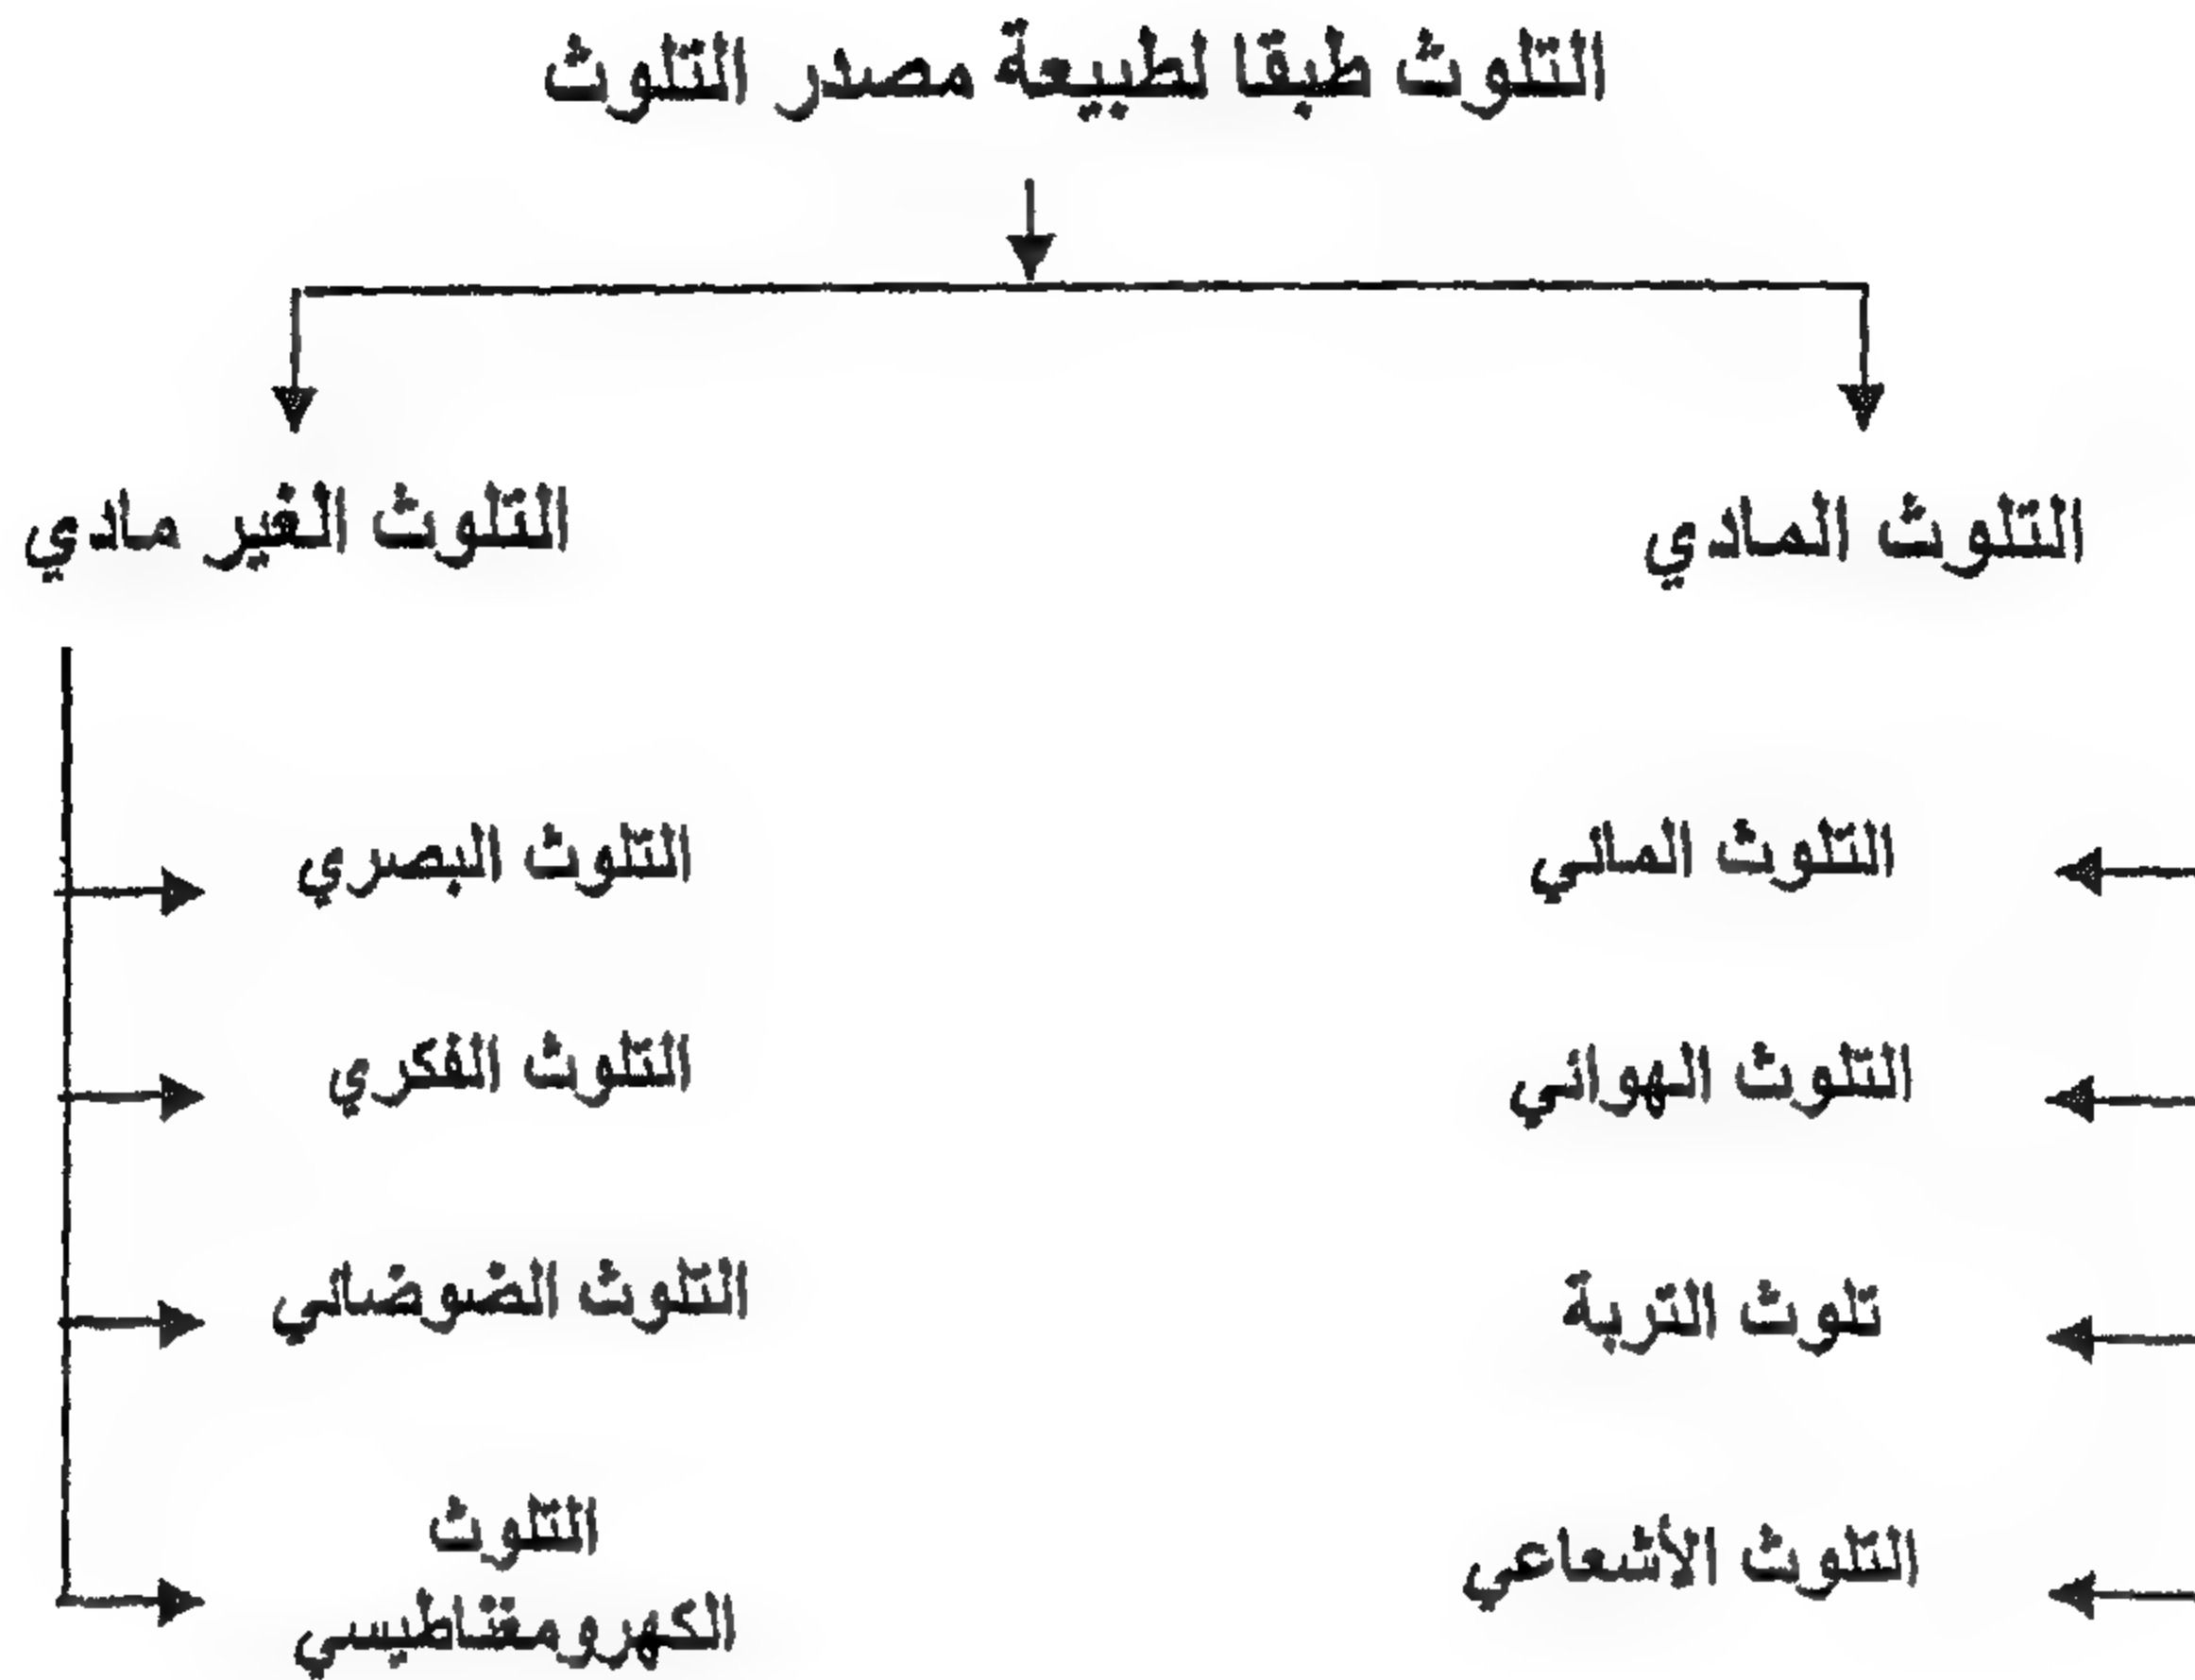 التلوث طبقا لطبيعة مصدر التلوث
التلوث المادي
التلوث الغير مادي
التلوث المائي
التلوث البصري
التلوث الهوائي
التلوث الفكري
تلوث التربة
التلوث الضوضائي
التلوث الأشعاعي
التلوث
الكهرومغناطيسي